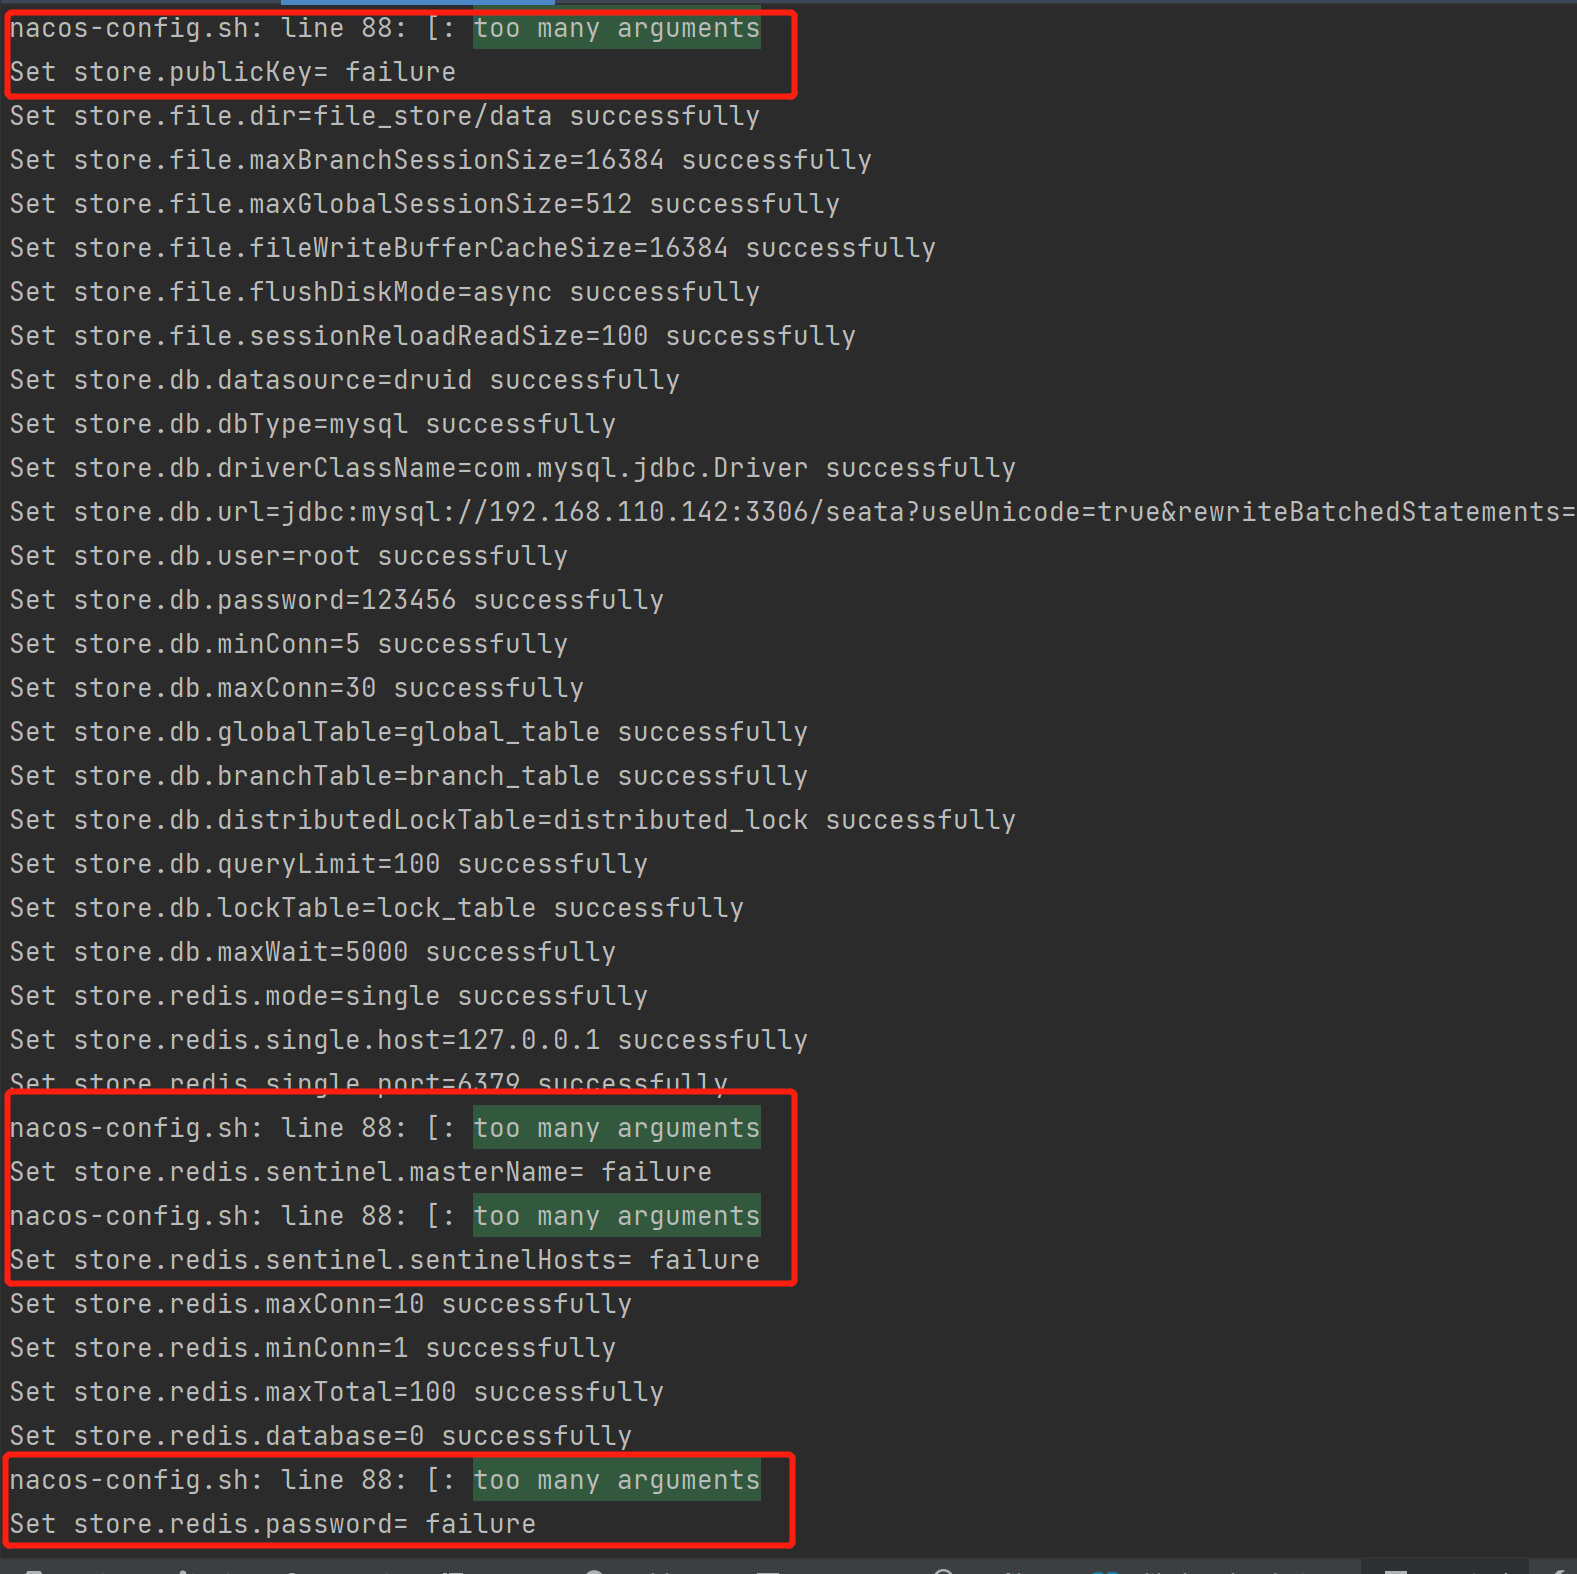 nacos-config.sh: line 88: [: too many arguments
Set store.publicKey= failure
Set store.file.dir=file_store/data successfully
Set store.file.maxBranchSessionSize=16384 successfully
Set store.file.maxGlobalSessionSize=512 successfully
Set store.file.fileWriteBufferCacheSize=16384 successfully
Set store.file.flushDiskMode=async successfully
Set store.file.sessionReloadReadSize=100 successfully
Set store.db.datasource=druid successfully
Set store.db.dbType=mysql successfully
Set store.db.driverClassName=com.mysql.jdbc.Driver successfully
Set store.db.url=jdbc:mysql://192.168.110.142:3306/seata?useUnicode=true&rewriteBatchedStatements=
Set store.db.user=root successfully
Set store.db.password=123456 successfully
Set store.db.minConn=5 successfully
Set store.db.maxConn=30 successfully
Set store.db.globalTable=global_table successfully
Set store.db.branchTable=branch_table successfully
Set store.db.distributedLockTable=distributed_lock successfully
Set store.db.queryLimit=100 successfully
Set store.db.lockTable=lock_table successfully
Set store.db.maxWait=5000 successfully
Set store.redis.mode=single successfully
Set store.redis.single.host=127.0.0.1 successfully
Set store.redis.single.port=6379 successfully
nacos-config.sh: line 88: [: too many arguments
Set store.redis.sentinel.masterName= failure
nacos-config.sh: line 88: [: too many arguments
Set store.redis.sentinel.sentinelHosts= failure
Set store.redis.maxConn=10 successfully
Set store.redis.minConn=1 successfully
Set store.redis.maxTotal=100 successfully
Set store.redis.database=0 successfully
nacos-config.sh: line 88: [: too many arguments
Set store.redis.password= failure